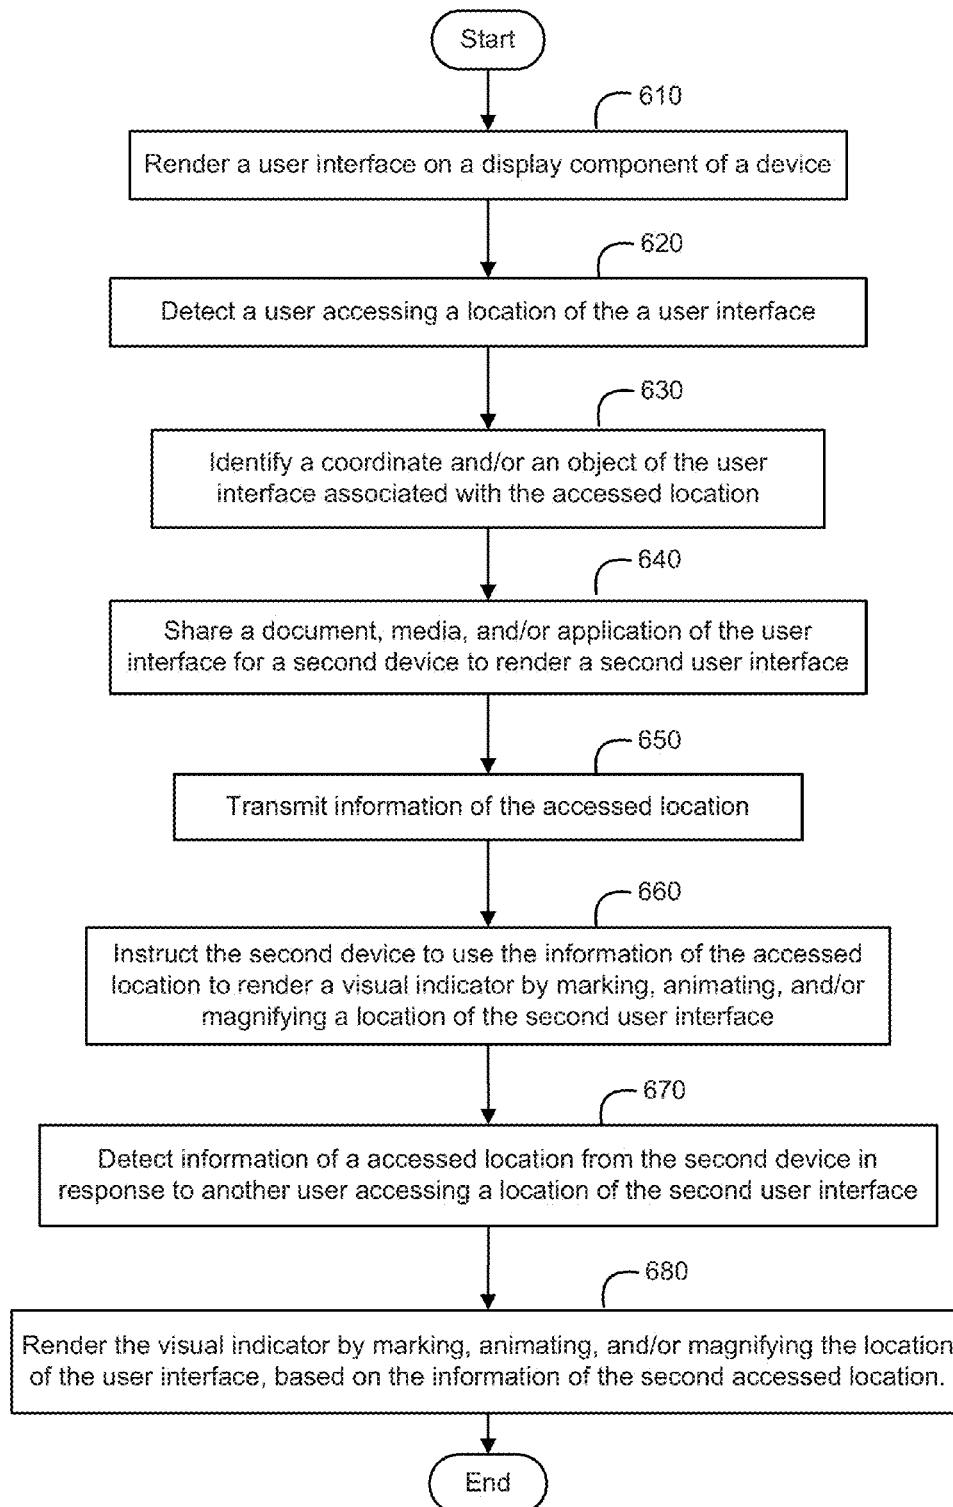 Start
610
Render a user interface on a display component of a device
620
Detect a user accessing a location of the a user interface
630
Identify a coordinate and/or an object of the user
interface associated with the accessed location
640
Share a document, media, and/or application of the user
interface for a second device to render a second user interface
650
Transmit information of the accessed location
660
Instruct the second device to use the information of the accessed
location to render a visual indicator by marking, animating, and/or
magnifying a location of the second user interface
670
Detect information of a accessed location from the second device in
response to another user accessing a location of the second user interface
680
Render the visual indicator by marking, animating, and/or magnifying the location
of the user interface, based on the information of the second accessed location.
End